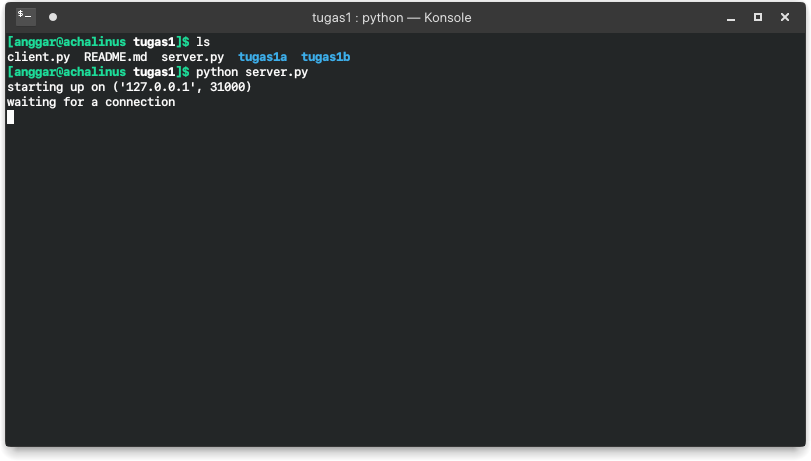 tugas1 : python — Konsole
[anggar@achalinus tugas1]$ ls
client.py  README.md  server.py  tugas1a  tugas1b
[anggar@achalinus tugas1]$ python server.py
starting up on ('127.0.0.1', 31000)
waiting for a connection